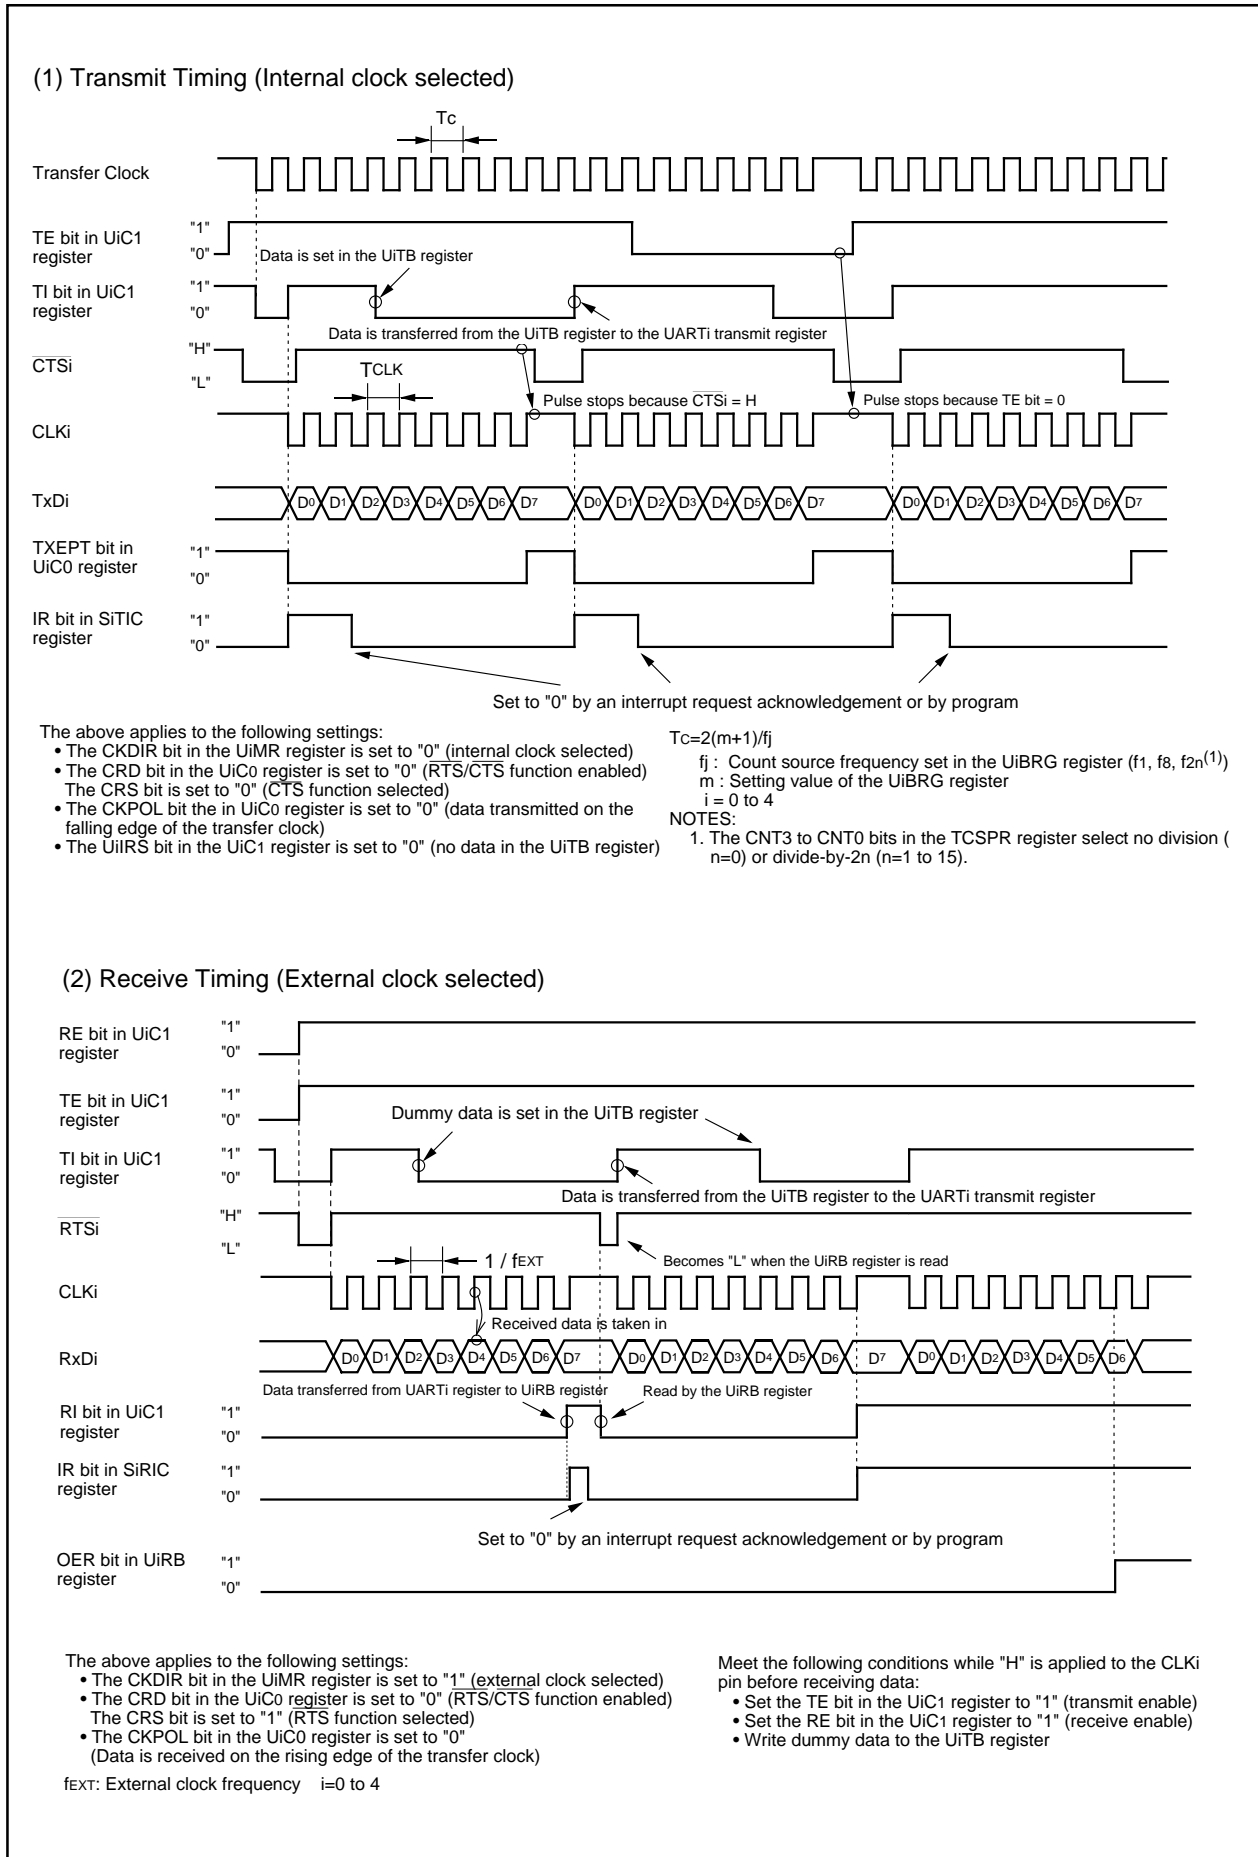 (1) Transmit Timing (Internal clock selected)
Tc
Transfer Clock
TE bit in UiC1
register
"1"
"0"
Data is set in the UiTB register
TI bit in UiC1
register
"1"
"0"
Data is transferred from the UiTB register to the UARTi transmit register
CTSi
"H"
"L"
TCLK
Pulse stops because CTSi = H
Pulse stops because TE bit = 0
CLKi
TxDi
D0 D1 D2 D3 D4 D5 D6 D7 D0 D1 D2 D3 D4 D5 D6 D7 D0 D1 D2 D3 D4 D5 D6 D7
TXEPT bit in
UiC0 register
"1"
"0"
IR bit in SiTIC
register
"1"
"0"
Set to "0" by an interrupt request acknowledgement or by program
The above applies to the following settings:
• The CKDIR bit in the UiMR register is set to "0" (internal clock selected)
• The CRD bit in the UiC0 register is set to "0" (RTS/CTS function enabled)
The CRS bit is set to "0" (CTS function selected)
• The CKPOL bit the in UiC0 register is set to "0" (data transmitted on the
falling edge of the transfer clock)
• The UiIRS bit in the UiC1 register is set to "0" (no data in the UiTB register)
Tc=2(m+1)/fj
fj : Count source frequency set in the UiBRG register (f1, f8, f2n(1))
m : Setting value of the UiBRG register
i = 0 to 4
NOTES:
1. The CNT3 to CNT0 bits in the TCSPR register select no division (
n=0) or divide-by-2n (n=1 to 15).
(2) Receive Timing (External clock selected)
RE bit in UiC1
register
"1"
"0"
TE bit in UiC1
register
"1"
"0"
Dummy data is set in the UiTB register
TI bit in UiC1
register
"1"
"0"
Data is transferred from the UiTB register to the UARTi transmit register
RTSi
"H"
"L"
1 / fEXT
Becomes "L" when the UiRB register is read
CLKi
Received data is taken in
RxDi
D0 D1 D2 D3 D4 D5 D6 D7 D0 D1 D2 D3 D4 D5 D6 D7 D0 D1 D2 D3 D4 D5 D6
Data transferred from UARTi register to UiRB register
Read by the UiRB register
RI bit in UiC1
register
"1"
"0"
IR bit in SiRIC
register
"1"
"0"
Set to "0" by an interrupt request acknowledgement or by program
OER bit in UiRB
register
"1"
"0"
The above applies to the following settings:
• The CKDIR bit in the UiMR register is set to "1" (external clock selected)
• The CRD bit in the UiC0 register is set to "0" (RTS/CTS function enabled)
The CRS bit is set to "1" (RTS function selected)
• The CKPOL bit in the UiC0 register is set to "0"
(Data is received on the rising edge of the transfer clock)
fEXT: External clock frequency i=0 to 4
Meet the following conditions while "H" is applied to the CLKi
pin before receiving data:
• Set the TE bit in the UiC1 register to "1" (transmit enable)
• Set the RE bit in the UiC1 register to "1" (receive enable)
• Write dummy data to the UiTB register